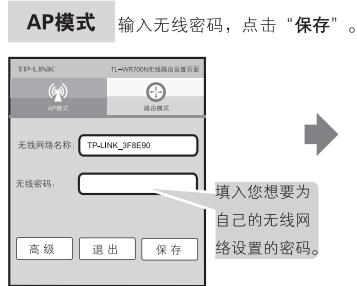 AP模式 输入无线密码，点击“保存”。
TP-LINK TL-WR700N无线路由设置页面
AP模式 路由模式
无线网络名称: TP-LINK_3F8E90
无线密码:
填入您想要为
自己的无线网
络设置的密码。
高级 退出 保存